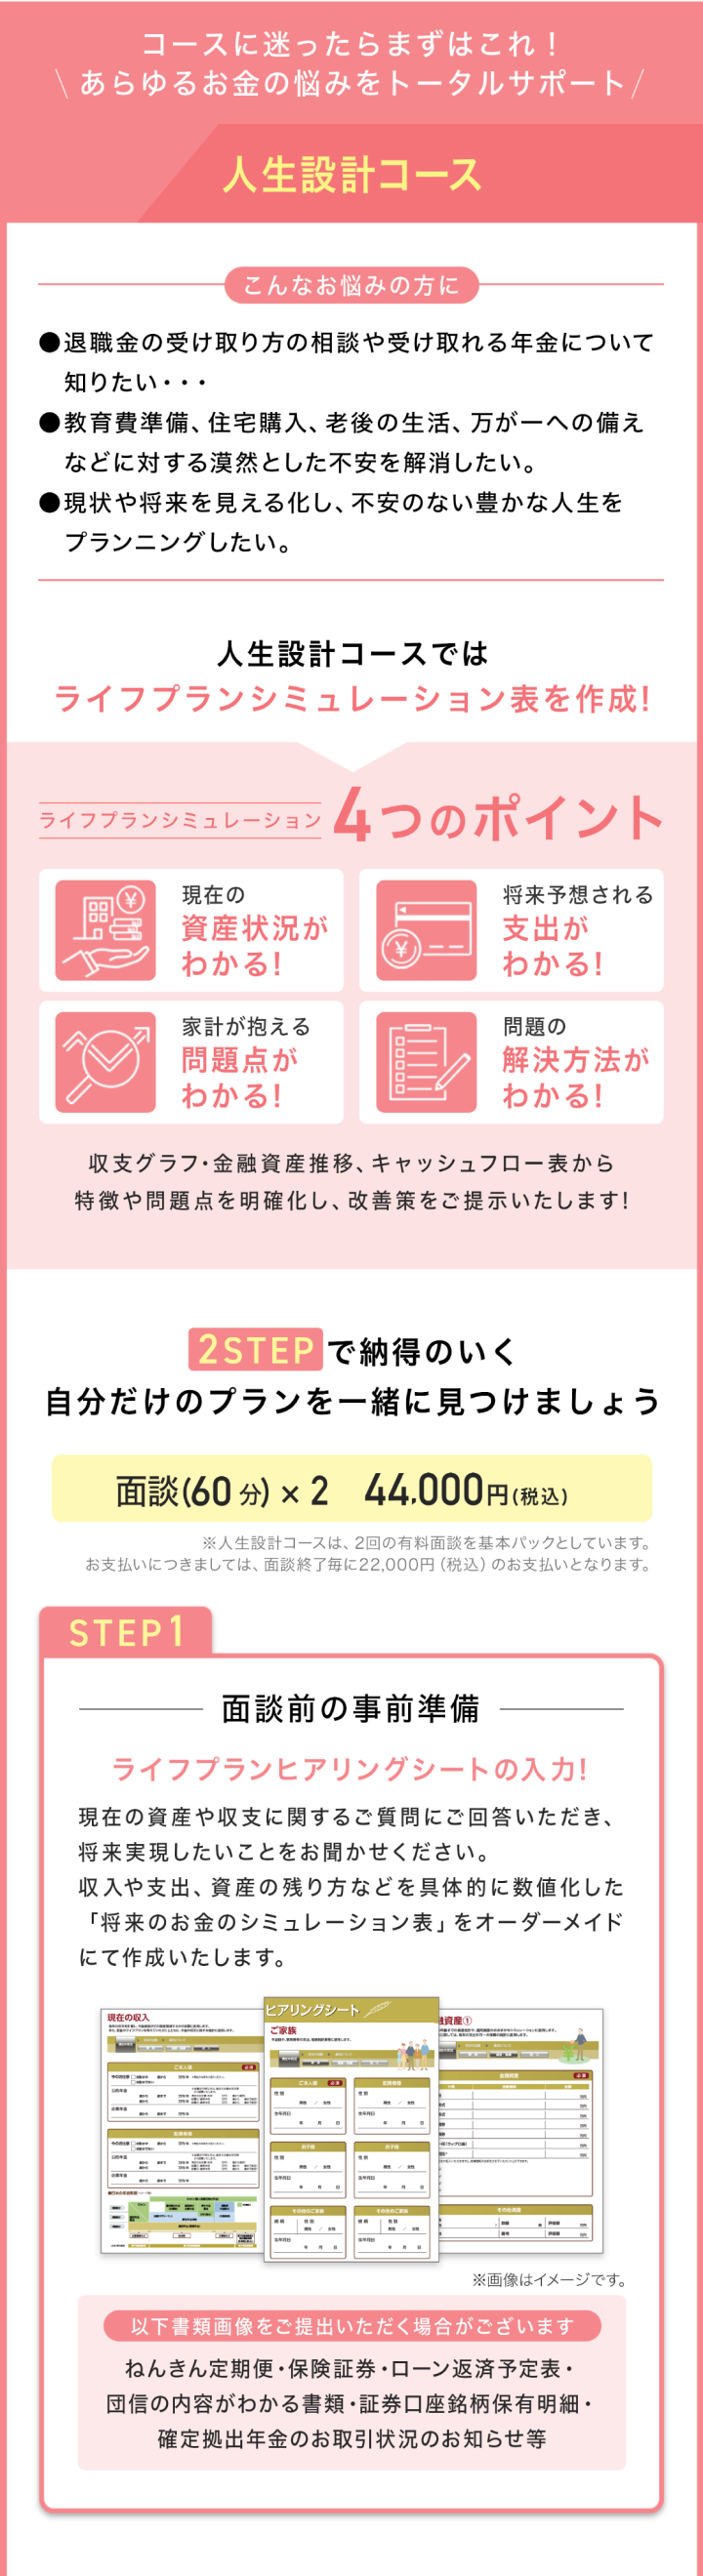 コースに迷ったらまずはこれ！
\ あらゆるお金の悩みをトータルサポート /
人生設計コース
こんなお悩みの方に
●退職金の受け取り方の相談や受け取れる年金について
知りたい・・・
●教育費準備、住宅購入、老後の生活、万が一への備え
などに対する漠然とした不安を解消したい。
●現状や将来を見える化し、不安のない豊かな人生を
プランニングしたい。
人生設計コースでは
ライフプランシミュレーション表を作成！
ライフプランシミュレーション 4つのポイント
現在の
資産状況が
わかる！
将来予想される
支出が
わかる！
家計が抱える
問題点が
わかる！
問題の
解決方法が
わかる！
収支グラフ・金融資産推移、キャッシュフロー表から
特徴や問題点を明確化し、改善策をご提示いたします！
2STEPで納得のいく
自分だけのプランを一緒に見つけましょう
面談(60分)×2 44,000円(税込)
※人生設計コースは、2回の有料面談を基本パックとしています。
お支払いにつきましては、面談終了毎に22,000円（税込）のお支払いとなります。
STEP1
面談前の事前準備
ライフプランヒアリングシートの入力！
現在の資産や収支に関するご質問にご回答いただき、
将来実現したいことをお聞かせください。
収入や支出、資産の残り方などを具体的に数値化した
「将来のお金のシミュレーション表」をオーダーメイド
にて作成いたします。
現在の収入
ヒアリングシート
ご家族
融資産①
※画像はイメージです。
以下書類画像をご提出いただく場合がございます
ねんきん定期便・保険証券・ローン返済予定表・
団信の内容がわかる書類・証券口座銘柄保有明細・
確定拠出年金のお取引状況のお知らせ等